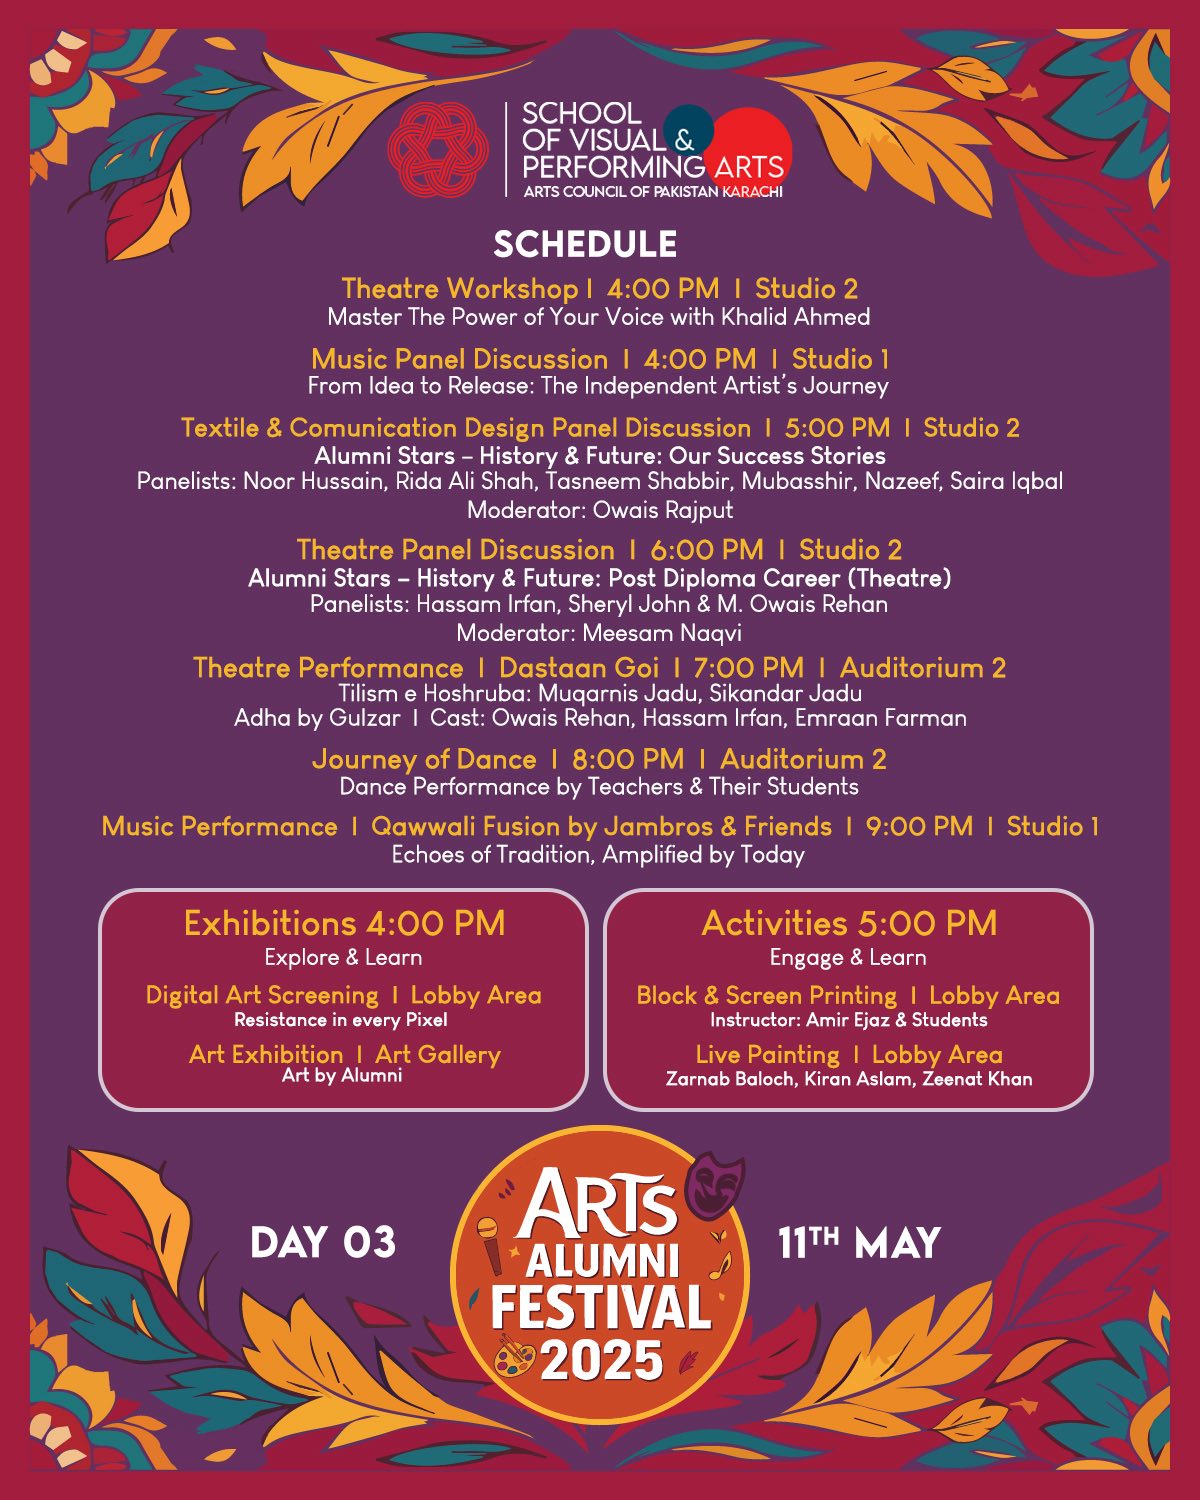 SCHOOL
OF VISUAL &
PERFORMING ARTS
ARTS COUNCIL OF PAKISTAN KARACHI
SCHEDULE
Theatre Workshop I 4:00 PM I Studio 2
Master The Power of Your Voice with Khalid Ahmed
Music Panel Discussion I 4:00 PM I Studio 1
From Idea to Release: The Independent Artist's Journey
Textile & Comunication Design Panel Discussion I 5:00 PM I Studio 2
Alumni Stars – History & Future: Our Success Stories
Panelists: Noor Hussain, Rida Ali Shah, Tasneem Shabbir, Mubasshir, Nazeef, Saira Iqbal
Moderator: Owais Rajput
Theatre Panel Discussion I 6:00 PM I Studio 2
Alumni Stars – History & Future: Post Diploma Career (Theatre)
Panelists: Hassam Irfan, Sheryl John & M. Owais Rehan
Moderator: Meesam Naqvi
Theatre Performance I Dastaan Goi I 7:00 PM I Auditorium 2
Tilism e Hoshruba: Muqarnis Jadu, Sikandar Jadu
Adha by Gulzar I Cast: Owais Rehan, Hassam Irfan, Emraan Farman
Journey of Dance I 8:00 PM I Auditorium 2
Dance Performance by Teachers & Their Students
Music Performance I Qawwali Fusion by Jambros & Friends I 9:00 PM I Studio 1
Echoes of Tradition, Amplified by Today
Exhibitions 4:00 PM
Explore & Learn
Digital Art Screening I Lobby Area
Resistance in every Pixel
Art Exhibition I Art Gallery
Art by Alumni
Activities 5:00 PM
Engage & Learn
Block & Screen Printing I Lobby Area
Instructor: Amir Ejaz & Students
Live Painting I Lobby Area
Zarnab Baloch, Kiran Aslam, Zeenat Khan
DAY 03
ARTS
ALUMNI
FESTIVAL
2025
11TH MAY